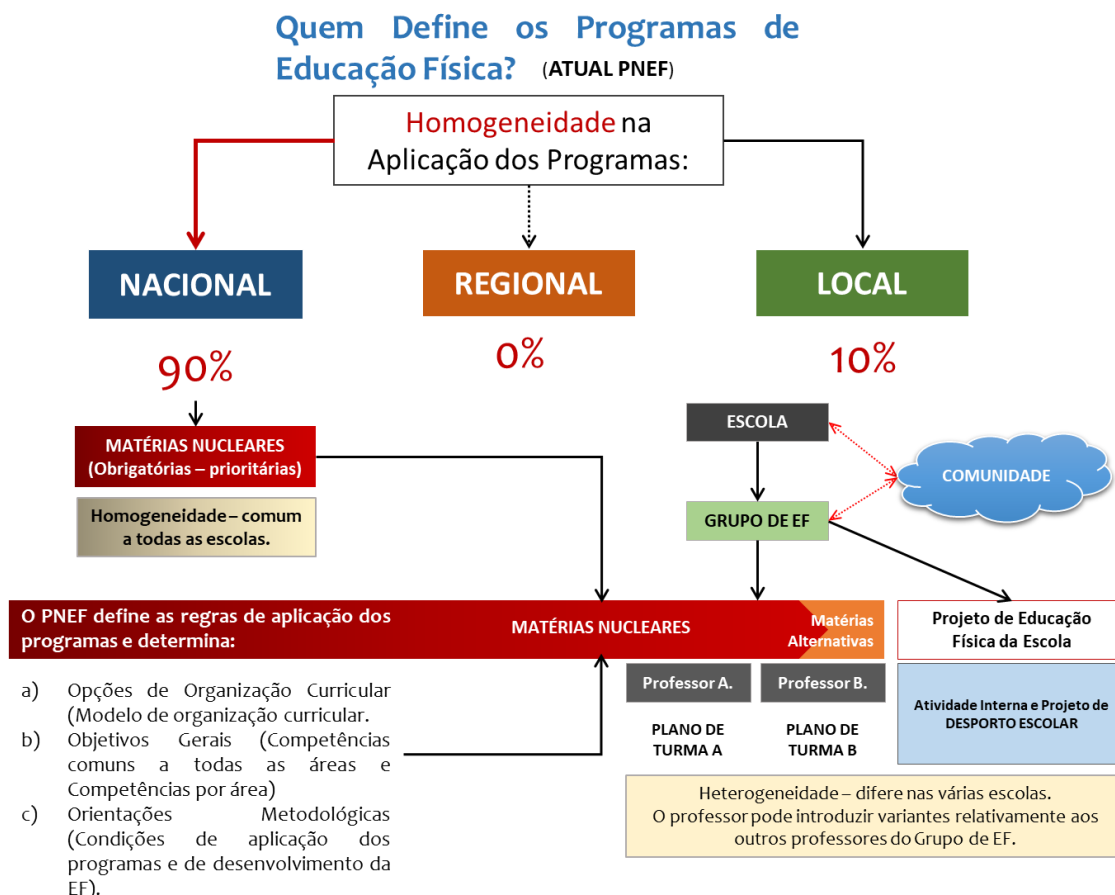 Quem Define os Programas de
Educação Física? (ATUAL PNEF)
Homogeneidade na
Aplicação dos Programas:
NACIONAL
REGIONAL
LOCAL
90%
0%
10%
MATÉRIAS NUCLEARES
(Obrigatórias – prioritárias)
Homogeneidade – comum
a todas as escolas.
ESCOLA
COMUNIDADE
GRUPO DE EF
O PNEF define as regras de aplicação dos
programas e determina:
MATÉRIAS NUCLEARES
Matérias
Alternativas
Projeto de Educação
Física da Escola
a) Opções de Organização Curricular
(Modelo de organização curricular.
b) Objetivos Gerais (Competências
comuns a todas as áreas e
Competências por área)
c) Orientações Metodológicas
(Condições de aplicação dos
programas e de desenvolvimento da
EF).
Professor A.
Professor B.
PLANO DE
TURMA A
PLANO DE
TURMA B
Atividade Interna e Projeto de
DESPORTO ESCOLAR
Heterogeneidade – difere nas várias escolas.
O professor pode introduzir variantes relativamente aos
outros professores do Grupo de EF.